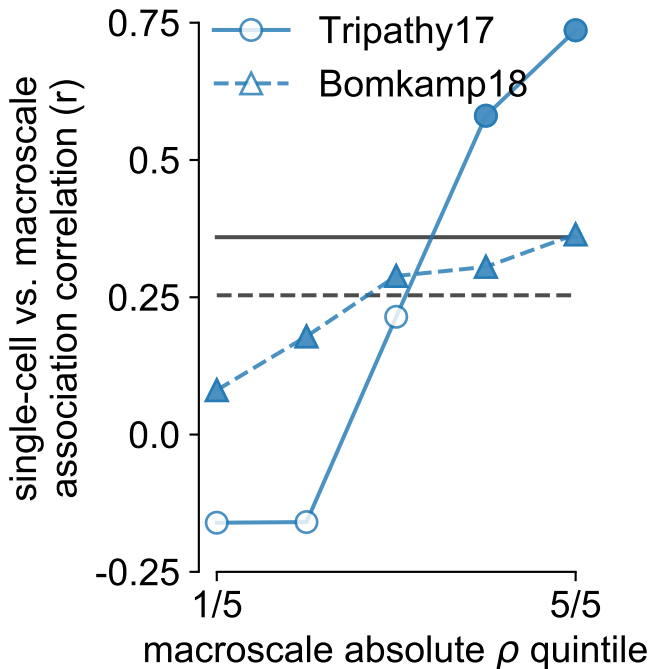 single-cell vs. macroscale
association correlation (r)
0.75
0.5
0.25
0.0
-0.25
Tripathy17
Bomkamp18
1/5
5/5
macroscale absolute ρ quintile